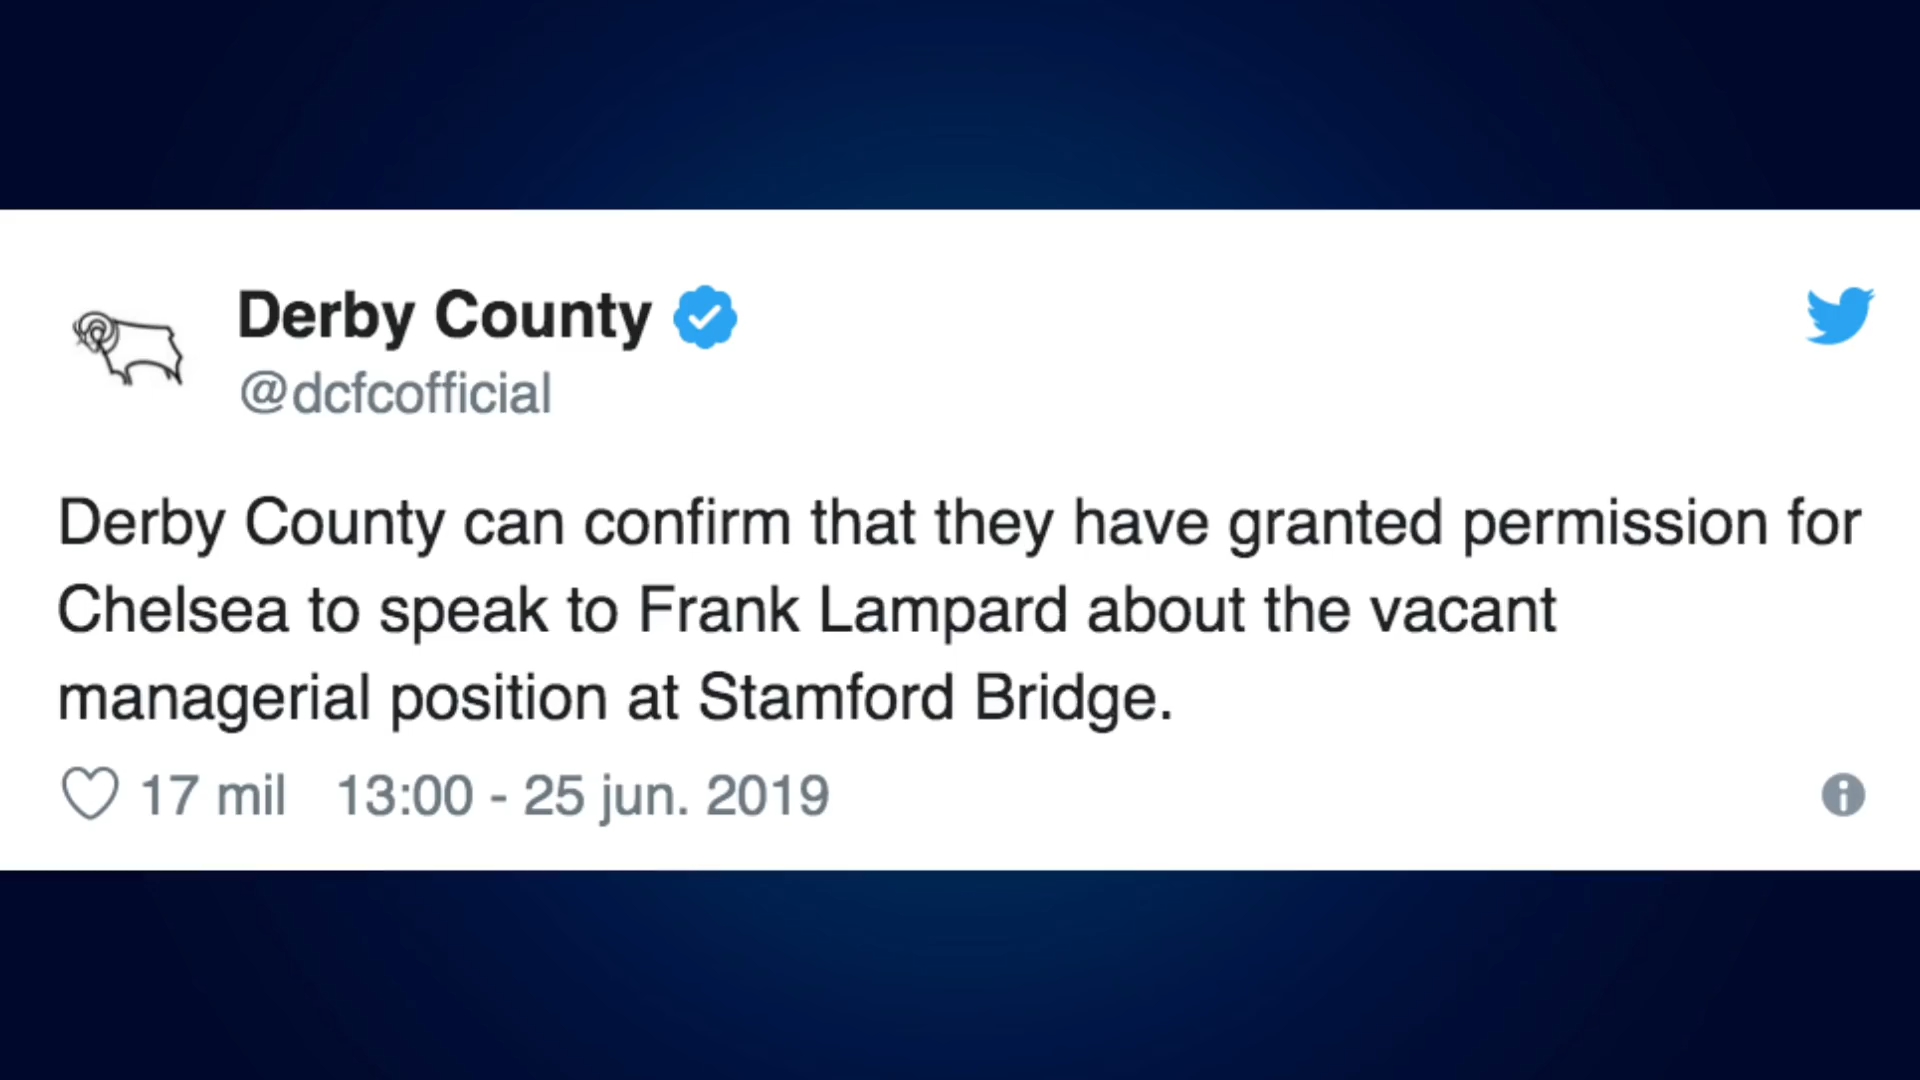 Derby County
@dcfcofficial
Derby County can confirm that they have granted permission for
Chelsea to speak to Frank Lampard about the vacant
managerial position at Stamford Bridge.
17 mil 13:00 - 25 jun. 2019